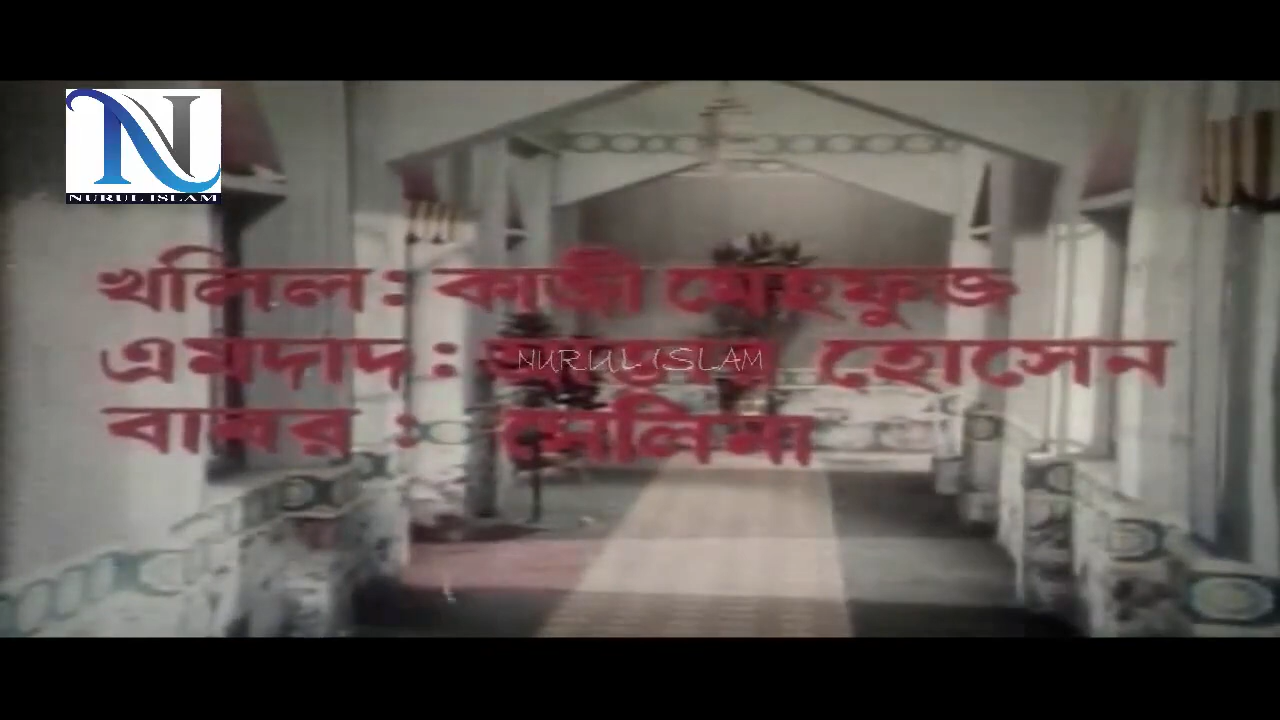 NURUL ISLAM
খলিল : কাজী মেহফুজ
এমদাদ : হোসেন
NURUL ISLAM
বাবর : সেলিনা